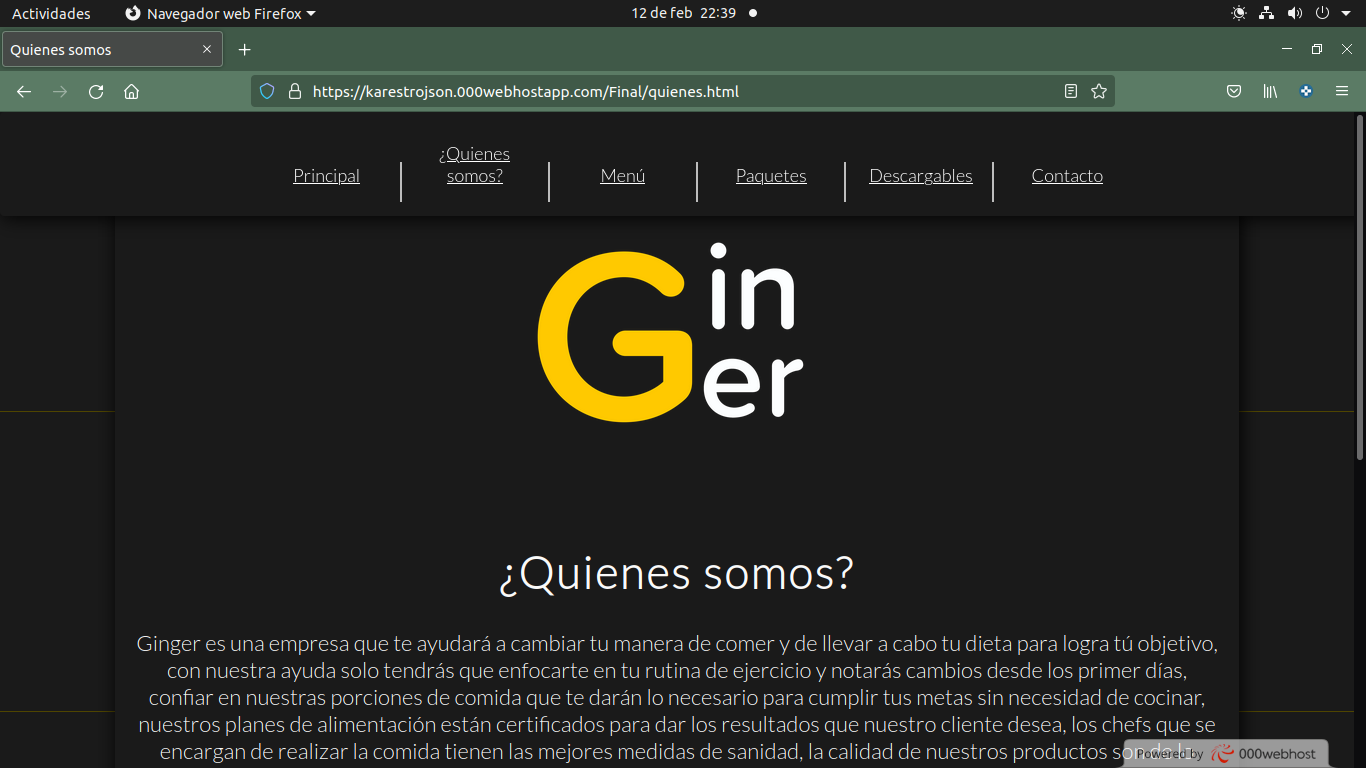 Actividades Navegador web Firefox 12 de feb 22:39
Quienes somos
https://karestrojson.000webhostapp.com/Final/quienes.html
Principal
¿Quienes
somos?
Menú
Paquetes
Descargables
Contacto
Ginger
¿Quienes somos?
Ginger es una empresa que te ayudará a cambiar tu manera de comer y de llevar a cabo tu dieta para logra tú objetivo,
con nuestra ayuda solo tendrás que enfocarte en tu rutina de ejercicio y notarás cambios desde los primer días,
confiar en nuestras porciones de comida que te darán lo necesario para cumplir tus metas sin necesidad de cocinar,
nuestros planes de alimentación están certificados para dar los resultados que nuestro cliente desea, los chefs que se
encargan de realizar la comida tienen las mejores medidas de sanidad, la calidad de nuestros productos son de la
Powered by 000webhost